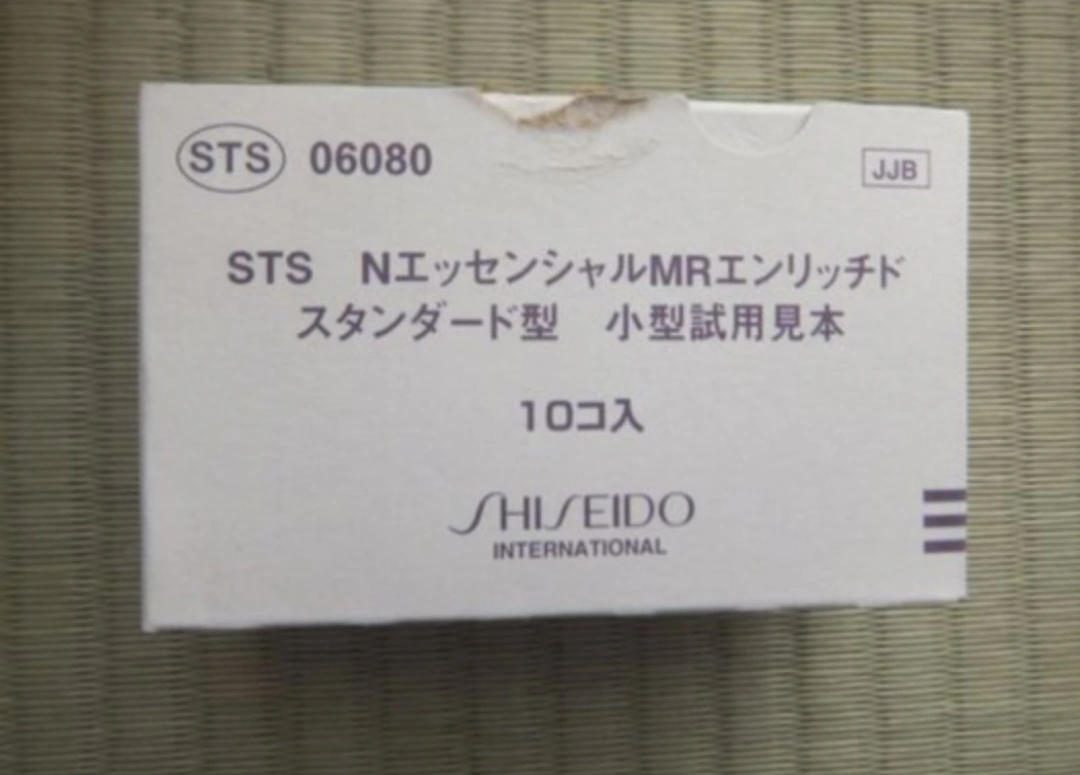 STS 06080 JJB
STS NエッセンシャルMRエンリッチド
スタンダード型 小型試用見本
10コ入
SHISEIDO
INTERNATIONAL